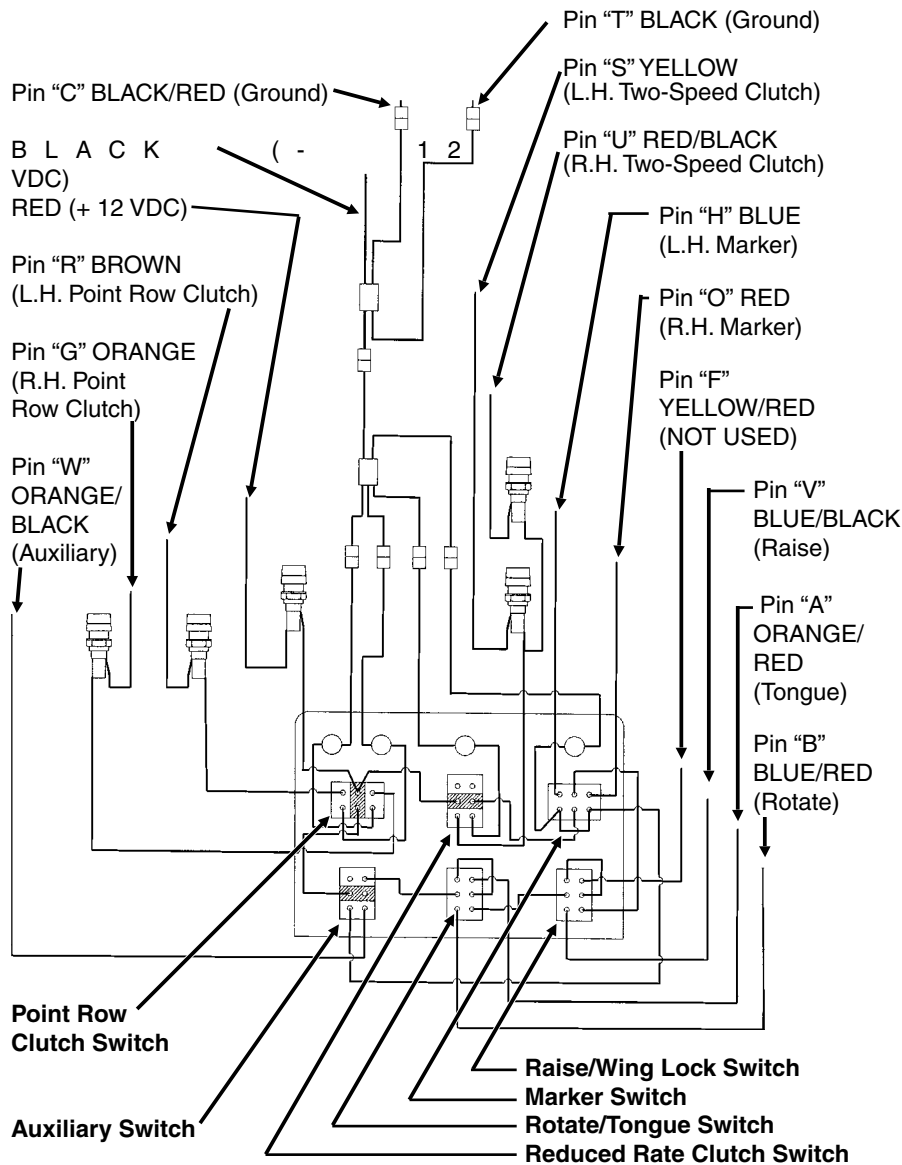 Pin “T” BLACK (Ground)
Pin “S” YELLOW
(L.H. Two-Speed Clutch)
Pin “C” BLACK/RED (Ground)
Pin “U” RED/BLACK
(R.H. Two-Speed Clutch)
B L A C K ( - 1 2
VDC)
RED (+ 12 VDC)
Pin “H” BLUE
(L.H. Marker)
Pin “R” BROWN
(L.H. Point Row Clutch)
Pin “O” RED
(R.H. Marker)
Pin “G” ORANGE
(R.H. Point
Row Clutch)
Pin “F”
YELLOW/RED
(NOT USED)
Pin “W”
ORANGE/
BLACK
(Auxiliary)
Pin “V”
BLUE/BLACK
(Raise)
Pin “A”
ORANGE/
RED
(Tongue)
Pin “B”
BLUE/RED
(Rotate)
Point Row
Clutch Switch
Auxiliary Switch
Raise/Wing Lock Switch
Marker Switch
Rotate/Tongue Switch
Reduced Rate Clutch Switch